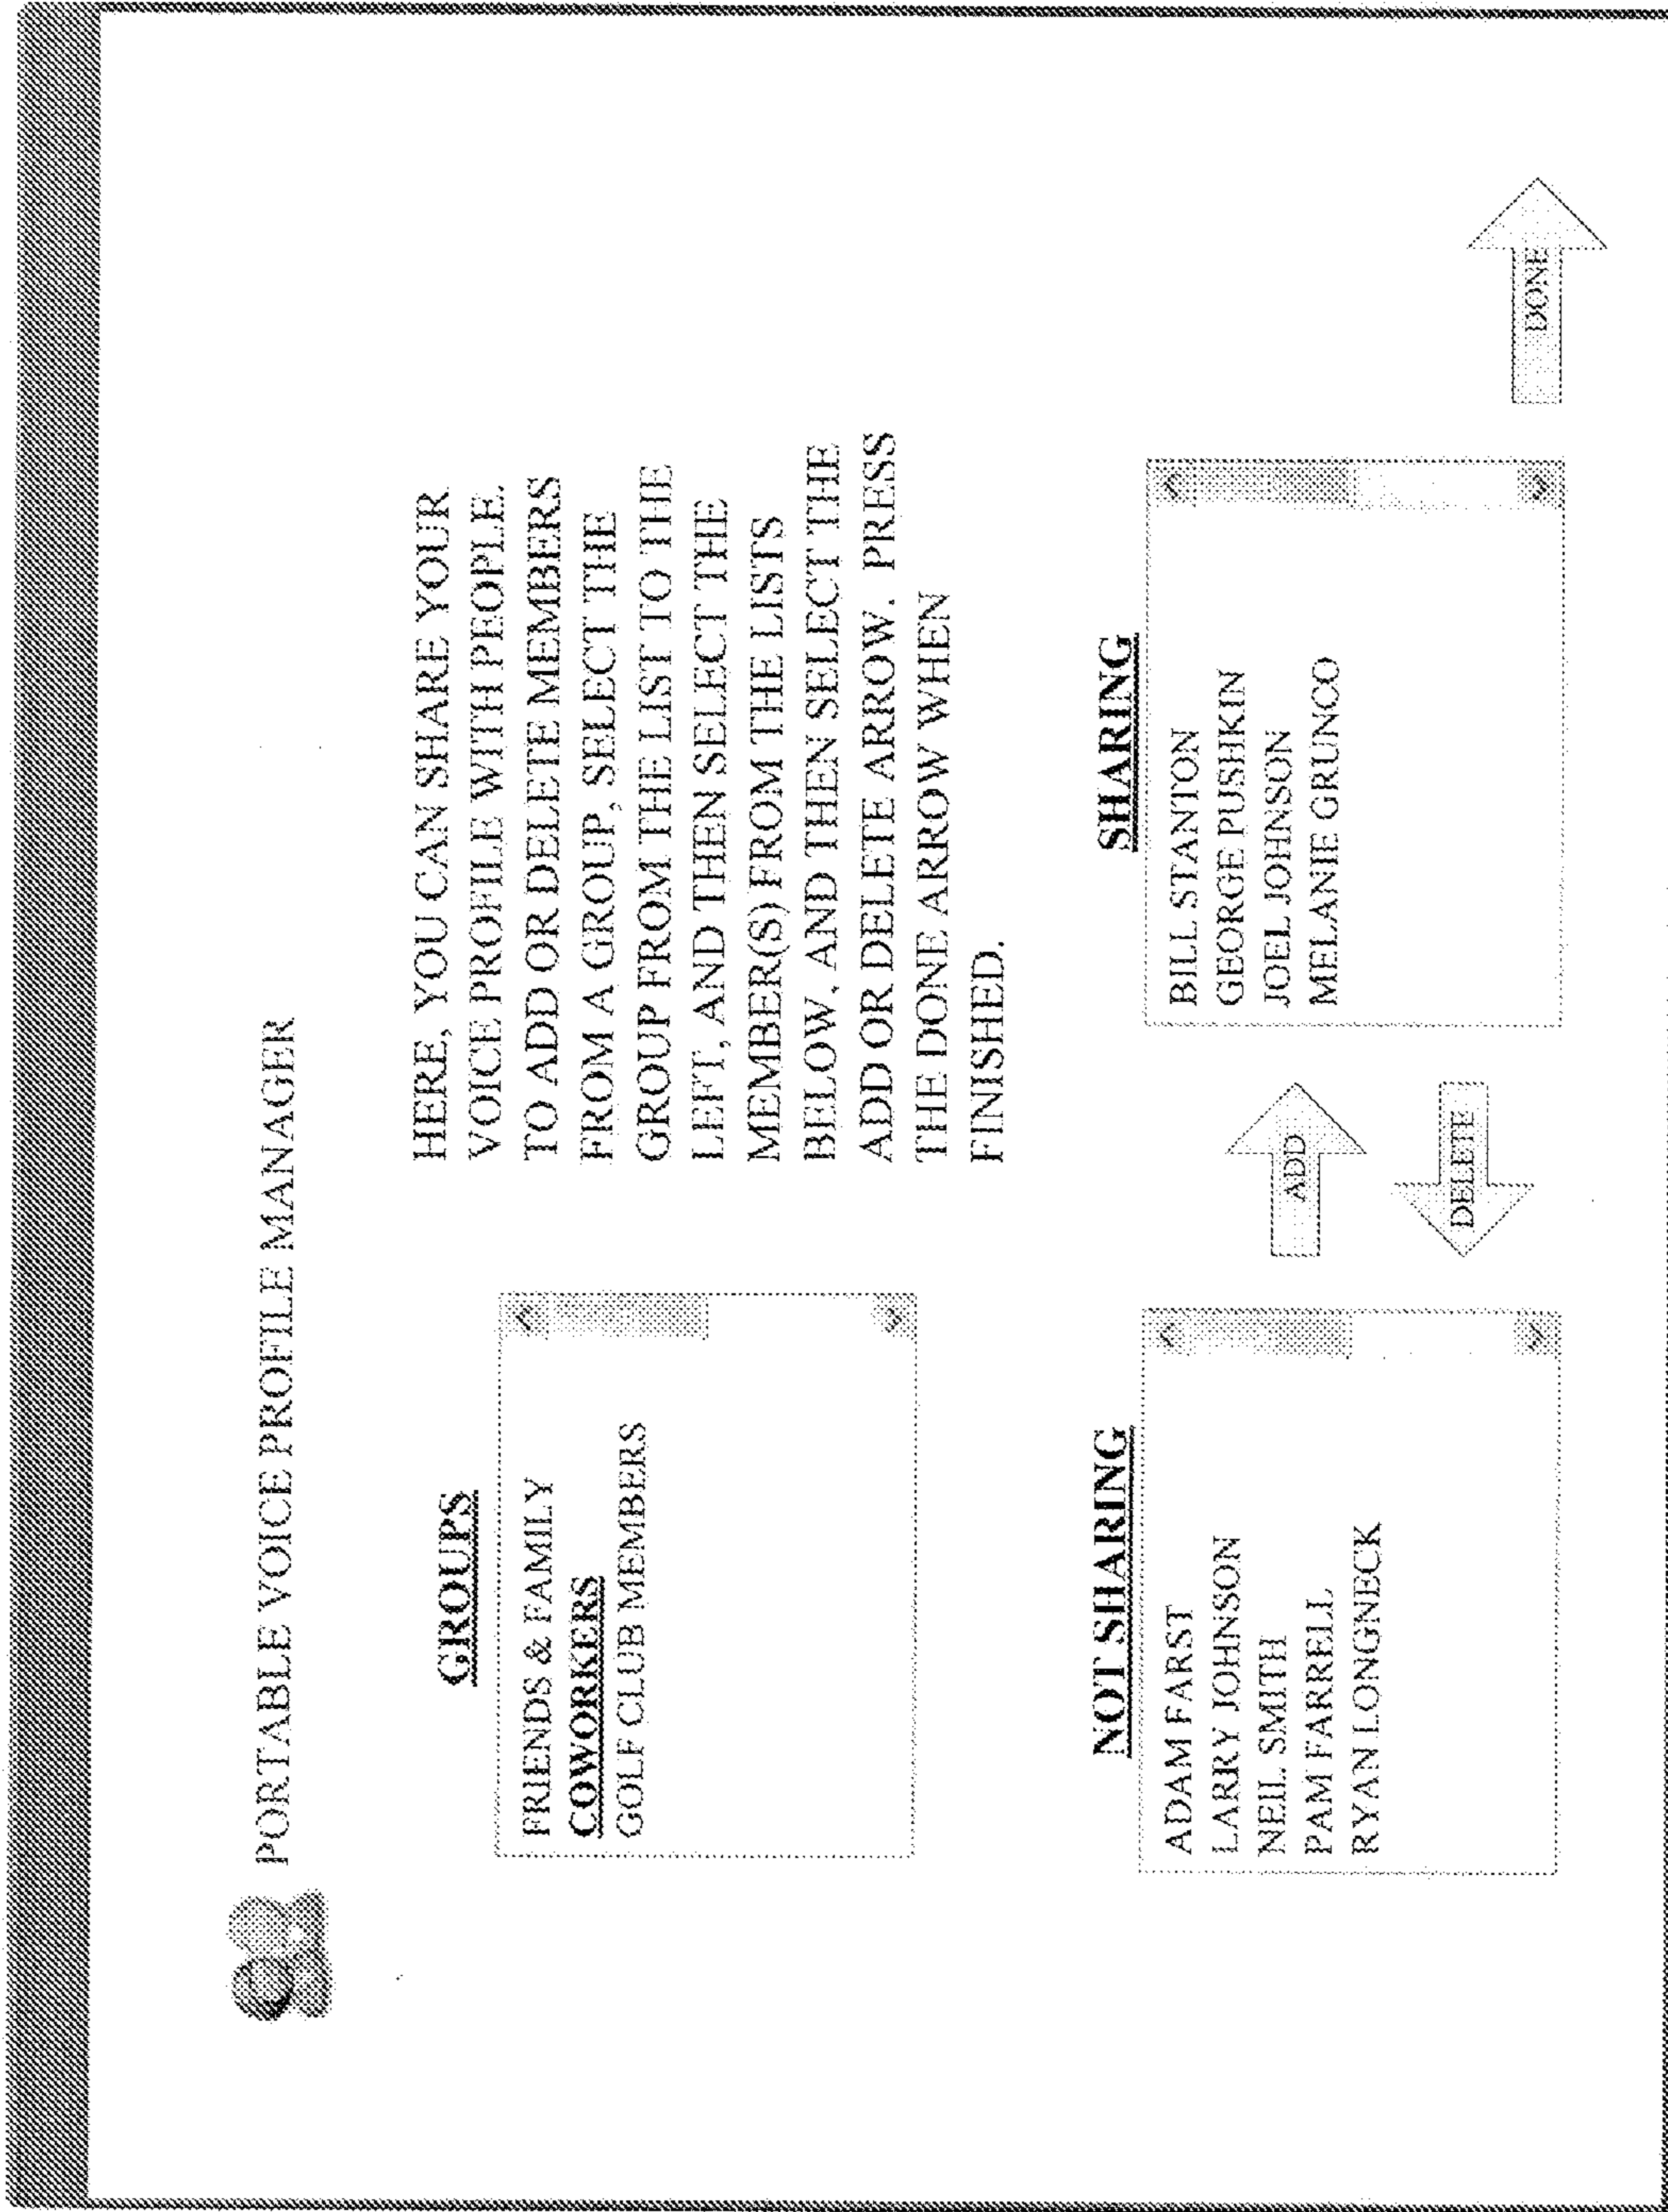 PORTABLE VOICE PROFILE MANAGER
GROUPS
FRIENDS & FAMILY
COWORKERS
GOLF CLUB MEMBERS
HERE, YOU CAN SHARE YOUR
VOICE PROFILE WITH PEOPLE.
TO ADD OR DELETE MEMBERS
FROM A GROUP, SELECT THE
GROUP FROM THE LIST TO THE
LEFT, AND THEN SELECT THE
MEMBER(S) FROM THE LISTS
BELOW, AND THEN SELECT THE
ADD OR DELETE ARROW. PRESS
THE DONE ARROW WHEN
FINISHED.
NOT SHARING
ADAM FARST
LARRY JOHNSON
NEIL SMITH
PAM FARRELL
RYAN LONGNECK
ADD
DELETE
SHARING
BILL STANTON
GEORGE PUSHKIN
JOEL JOHNSON
MELANIE GRUNCO
DONE